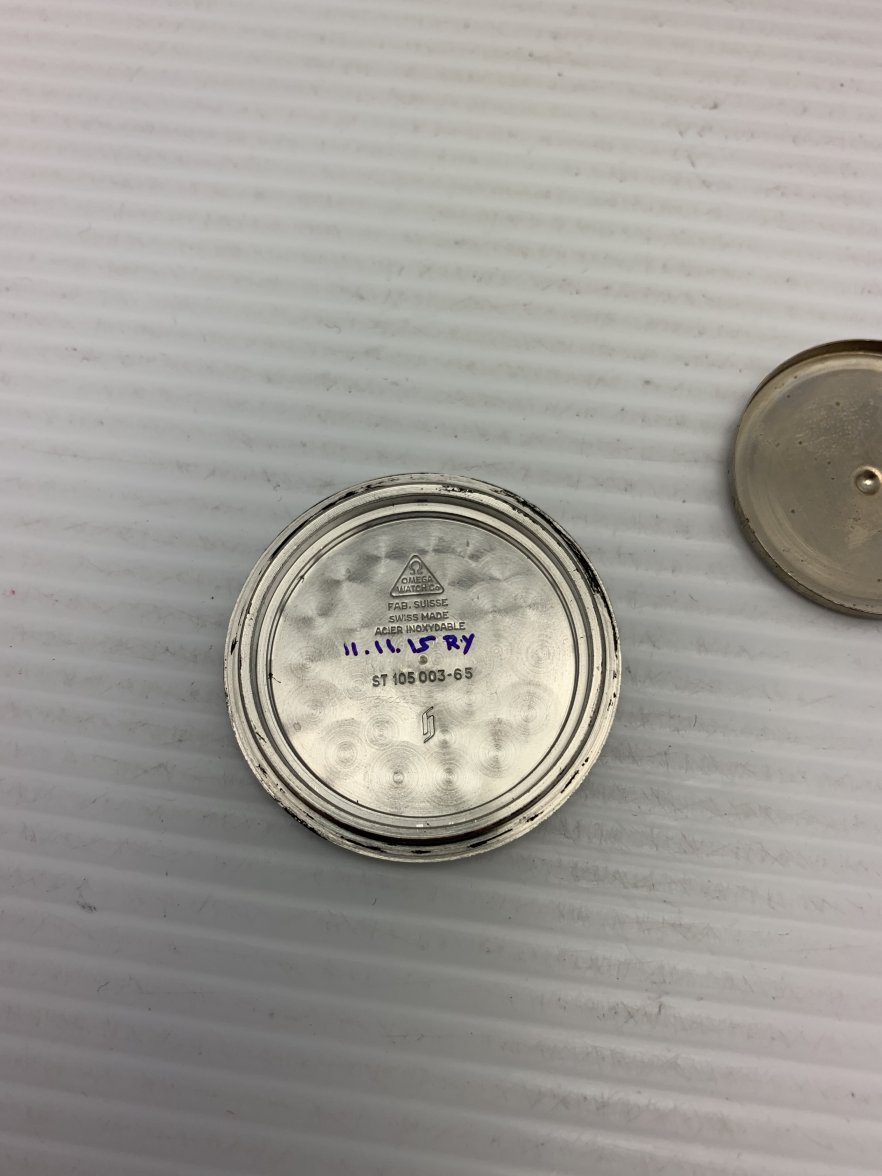 Ω
OMEGA
WATCH Co
FAB. SUISSE
SWISS MADE
ACIER INOXYDABLE
11.11.15 RY
ST 105 003-65